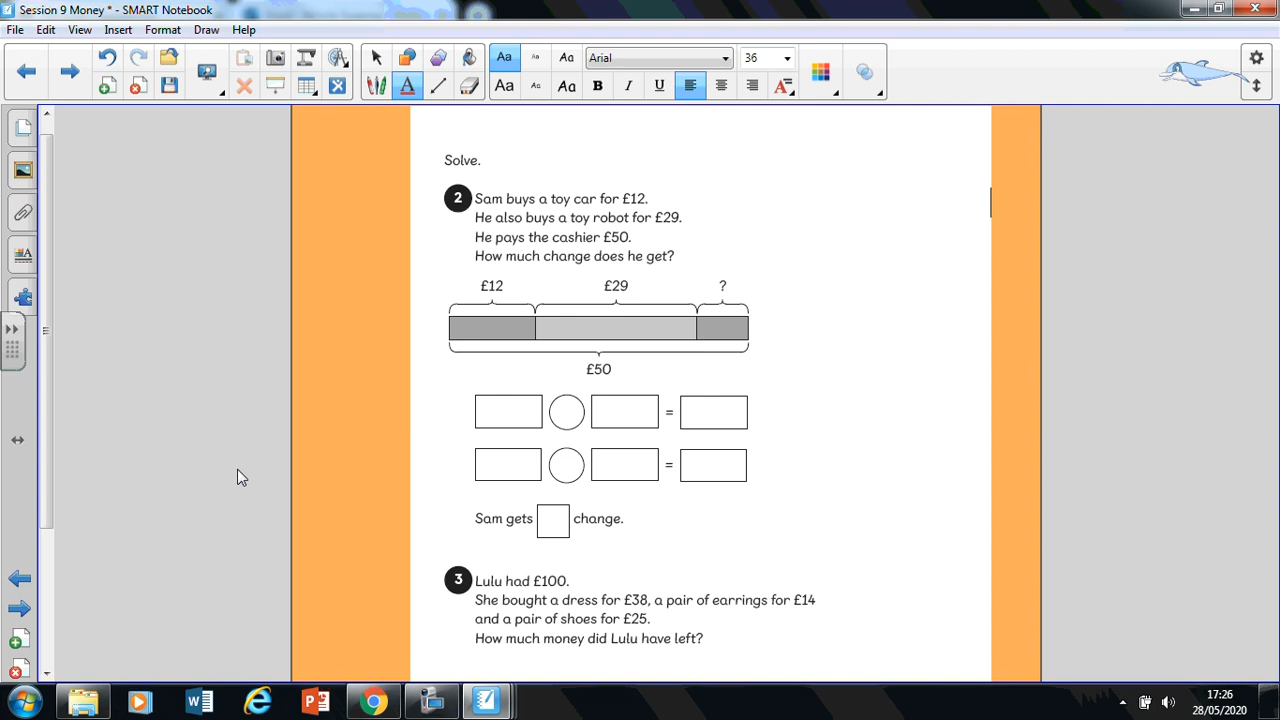 Session 9 Money * - SMART Notebook
File Edit View Insert Format Draw Help
Aa Aa Aa Arial 36
Aa Aa Aa B I U A
Solve.
2 Sam buys a toy car for £12.
He also buys a toy robot for £29.
He pays the cashier £50.
How much change does he get?
£12 £29 ?
£50
=
=
Sam gets change.
3 Lulu had £100.
She bought a dress for £38, a pair of earrings for £14
and a pair of shoes for £25.
How much money did Lulu have left?
17:26
28/05/2020